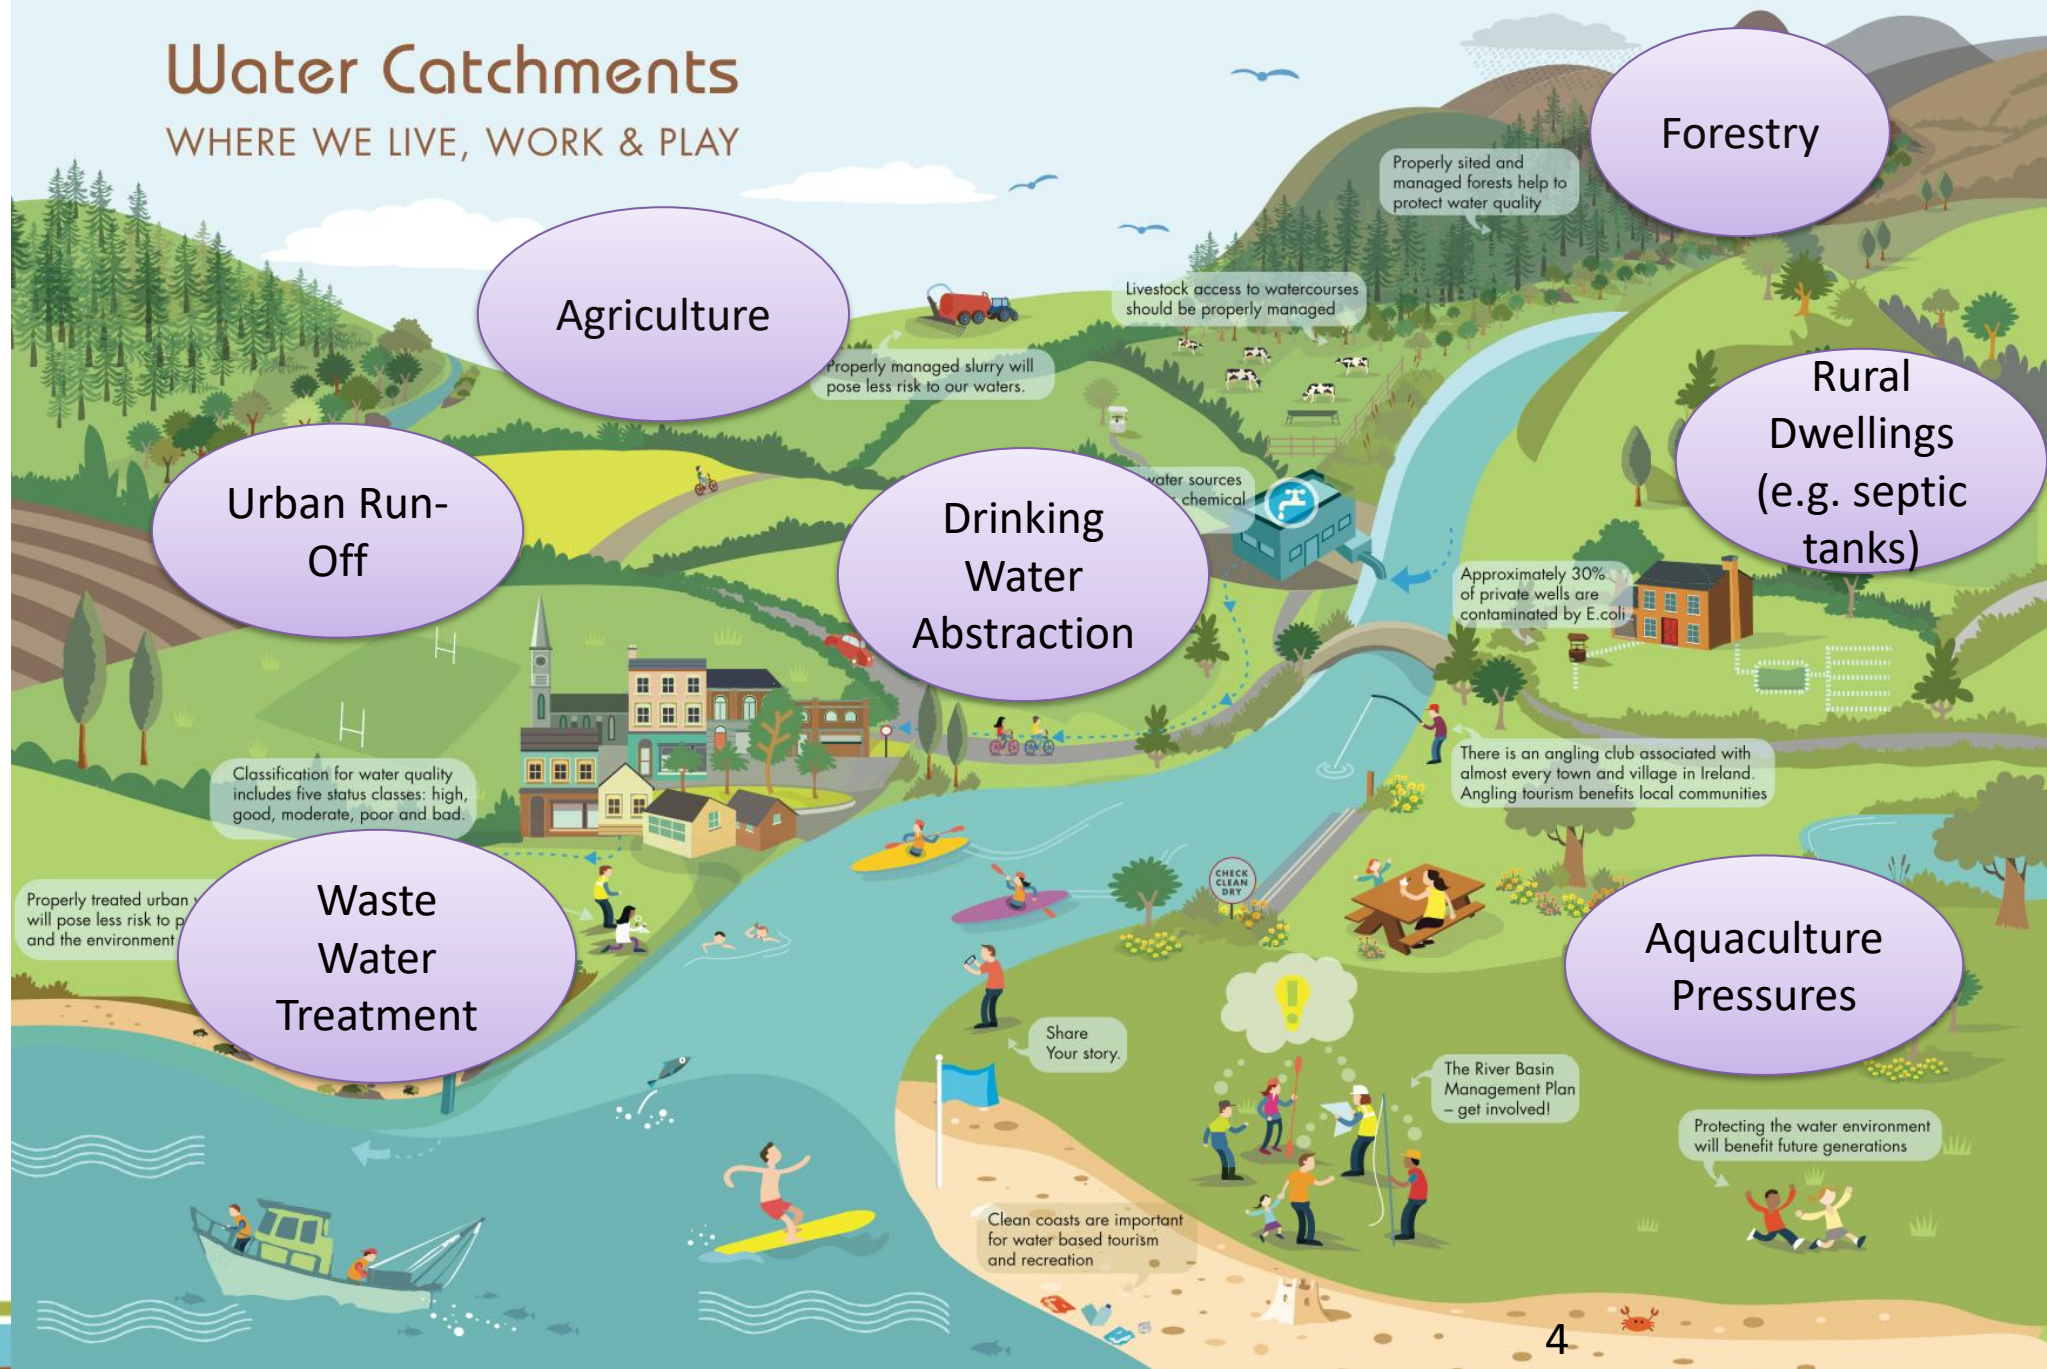 Water Catchments
WHERE WE LIVE, WORK & PLAY
Forestry
Properly sited and
managed forests help to
protect water quality
Agriculture
Livestock access to watercourses
should be properly managed
Properly managed slurry will
pose less risk to our waters.
Rural
Dwellings
(e.g. septic
tanks)
Urban Run-
Off
water sources
chemical
Drinking
Water
Abstraction
Approximately 30%
of private wells are
contaminated by E.coli
There is an angling club associated with
almost every town and village in Ireland.
Angling tourism benefits local communities
Classification for water quality
includes five status classes: high,
good, moderate, poor and bad.
CHECK
CLEAN
DRY
Properly treated urban
will pose less risk to
and the environment
Waste
Water
Treatment
Aquaculture
Pressures
Share
Your story.
The River Basin
Management Plan
– get involved!
Protecting the water environment
will benefit future generations
Clean coasts are important
for water based tourism
and recreation
4